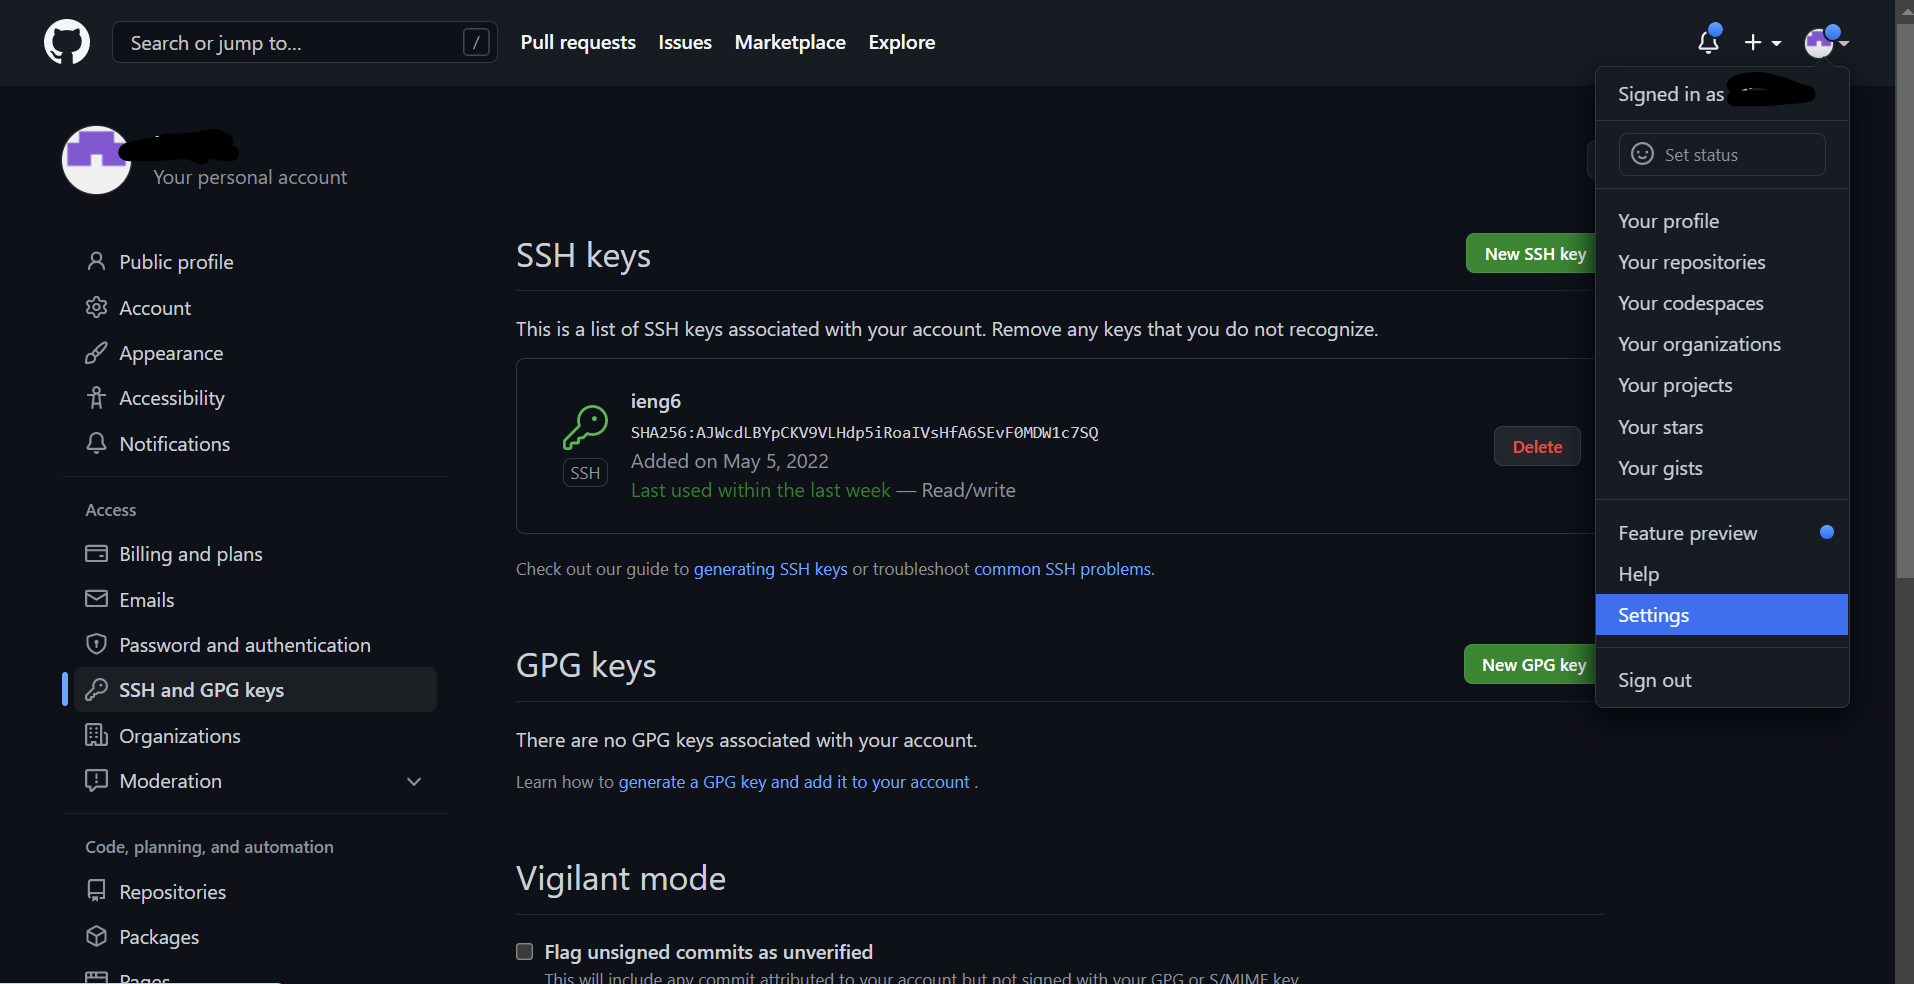 Search or jump to... /
Pull requests Issues Marketplace Explore
Signed in as
Set status
Your profile
Your repositories
Your codespaces
Your organizations
Your projects
Your stars
Your gists
Feature preview
Help
Settings
Sign out
Your personal account
Public profile
Account
Appearance
Accessibility
Notifications
Access
Billing and plans
Emails
Password and authentication
SSH and GPG keys
Organizations
Moderation
Code, planning, and automation
Repositories
Packages
Pages
SSH keys
New SSH key
This is a list of SSH keys associated with your account. Remove any keys that you do not recognize.
ieng6
SHA256:AJWcdLBYpCKV9VLHdp5iRoaIVsHfA6SEvF0MDW1c7SQ
Added on May 5, 2022
Last used within the last week — Read/write
SSH
Delete
Check out our guide to generating SSH keys or troubleshoot common SSH problems.
GPG keys
New GPG key
There are no GPG keys associated with your account.
Learn how to generate a GPG key and add it to your account .
Vigilant mode
Flag unsigned commits as unverified
This will include any commit attributed to your account but not signed with your GPG or S/MIME key.